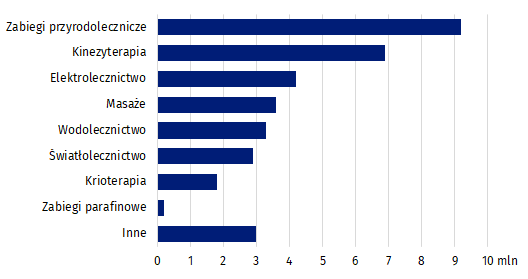 Zabiegi przyrodolecznicze
Kinezyterapia
Elektrolecznictwo
Masaże
Wodolecznictwo
Światłolecznictwo
Krioterapia
Zabiegi parafinowe
Inne
0 1 2 3 4 5 6 7 8 9 10 mln